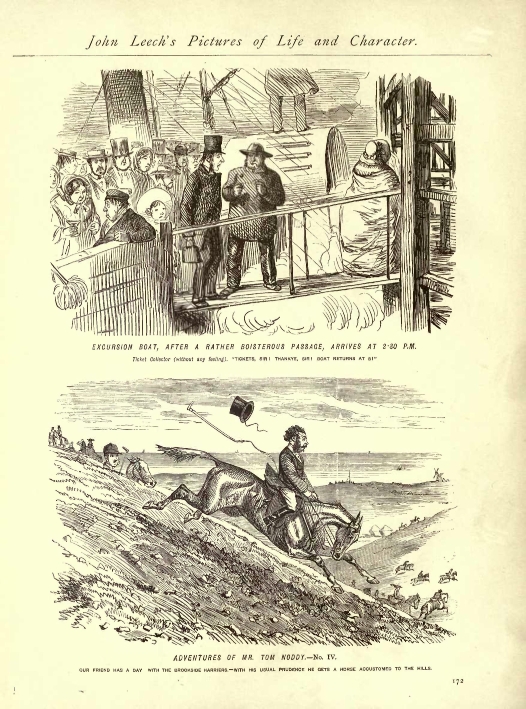 John Leech's Pictures of Life and Character.
EXCURSION BOAT, AFTER A RATHER BOISTEROUS PASSAGE, ARRIVES AT 2·30 P.M.
Ticket Collector (without any feeling). "TICKETS, SIR! THANKYE, SIR! BOAT RETURNS AT 5!"
ADVENTURES OF MR. TOM NODDY.—No. IV.
OUR FRIEND HAS A DAY WITH THE BROOKSIDE HARRIERS.—WITH HIS USUAL PRUDENCE HE GETS A HORSE ACCUSTOMED TO THE HILLS.
172